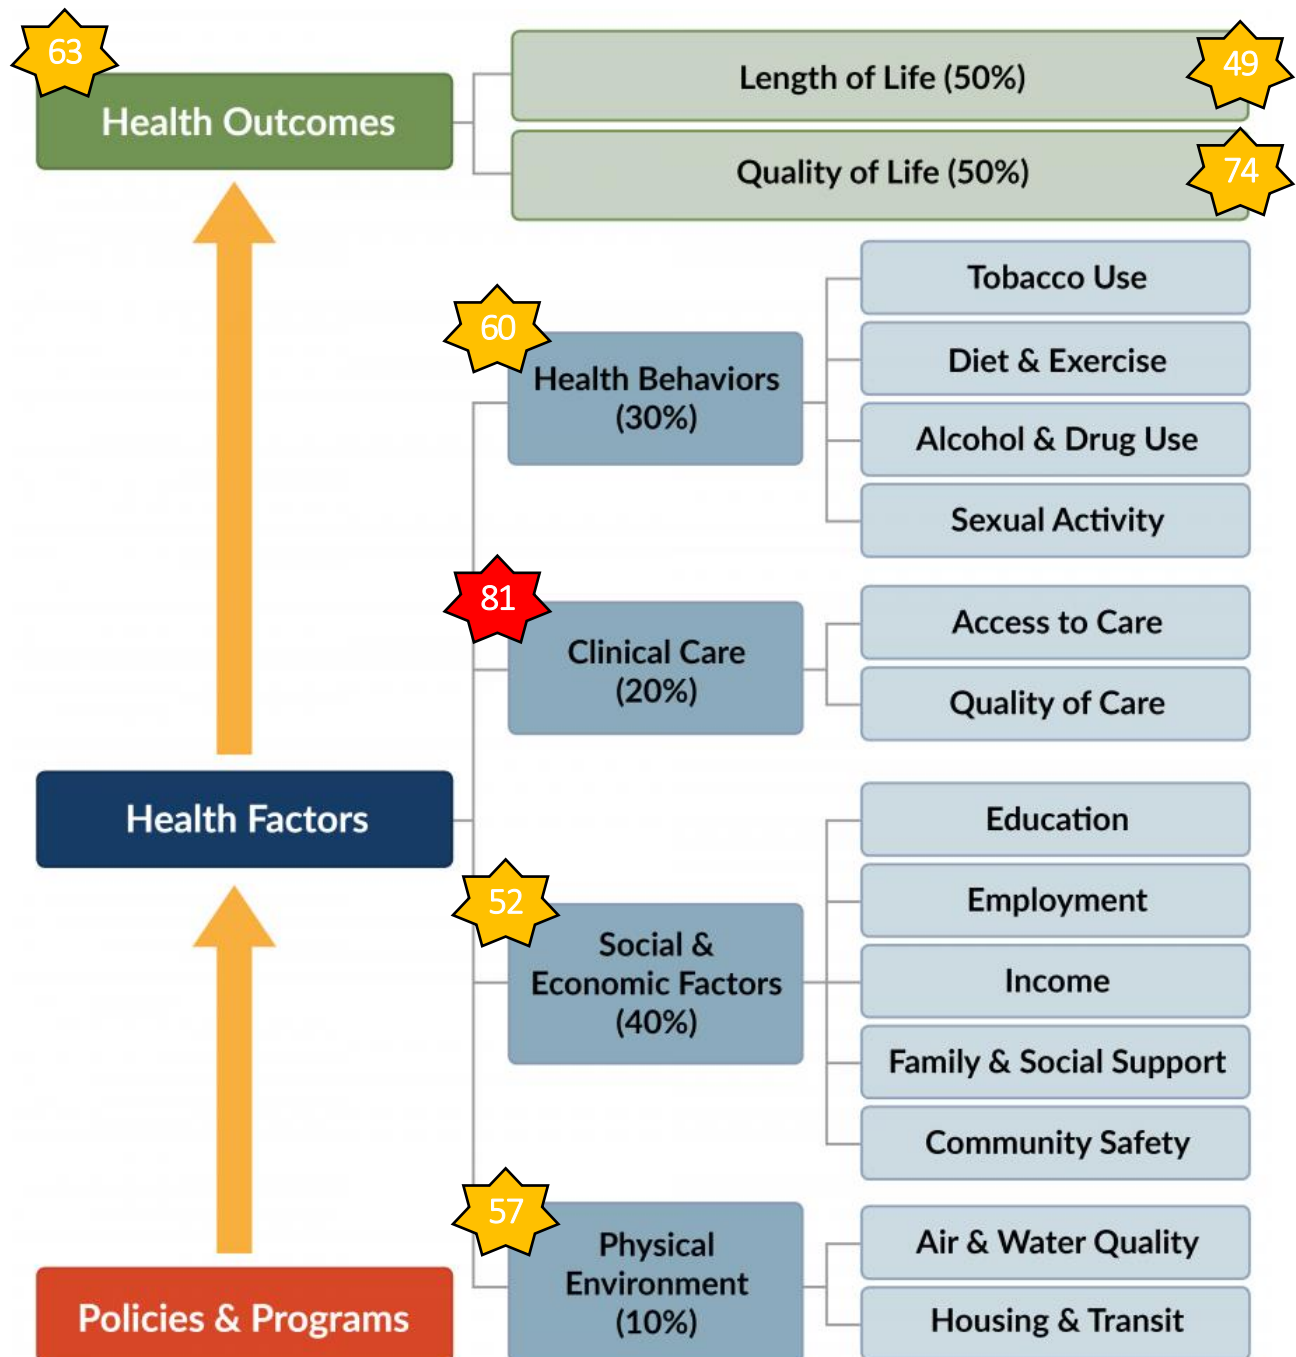 63
Health Outcomes
Length of Life (50%)
49
Quality of Life (50%)
74
60
Health Behaviors
(30%)
Tobacco Use
Diet & Exercise
Alcohol & Drug Use
Sexual Activity
81
Clinical Care
(20%)
Access to Care
Quality of Care
Health Factors
52
Social &
Economic Factors
(40%)
Education
Employment
Income
Family & Social Support
Community Safety
57
Physical
Environment
(10%)
Air & Water Quality
Housing & Transit
Policies & Programs